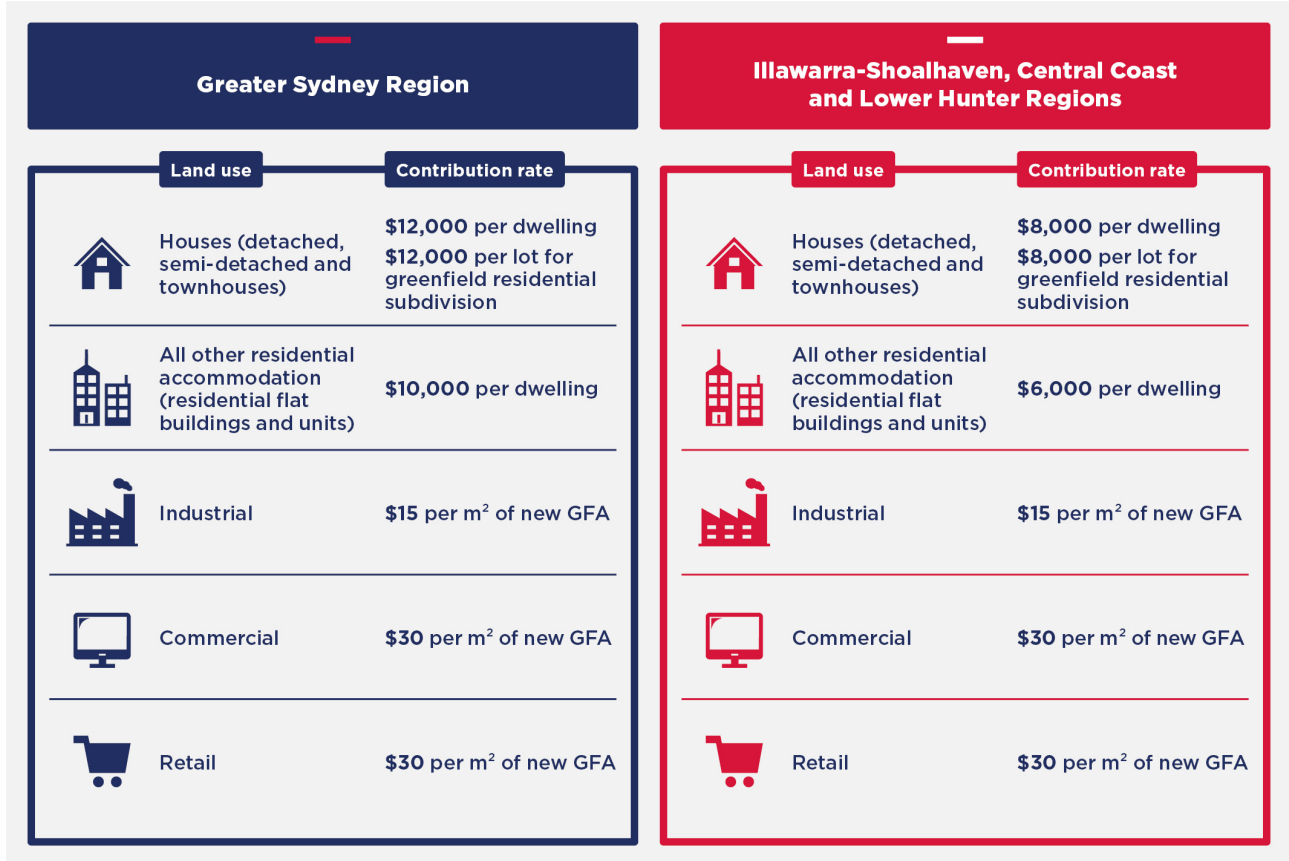 Greater Sydney Region
Land use
Contribution rate
Houses (detached,
semi-detached and
townhouses)
$12,000 per dwelling
$12,000 per lot for
greenfield residential
subdivision
All other residential
accommodation
(residential flat
buildings and units)
$10,000 per dwelling
Industrial
$15 per m² of new GFA
Commercial
$30 per m² of new GFA
Retail
$30 per m² of new GFA
Illawarra-Shoalhaven, Central Coast
and Lower Hunter Regions
Land use
Contribution rate
Houses (detached,
semi-detached and
townhouses)
$8,000 per dwelling
$8,000 per lot for
greenfield residential
subdivision
All other residential
accommodation
(residential flat
buildings and units)
$6,000 per dwelling
Industrial
$15 per m² of new GFA
Commercial
$30 per m² of new GFA
Retail
$30 per m² of new GFA